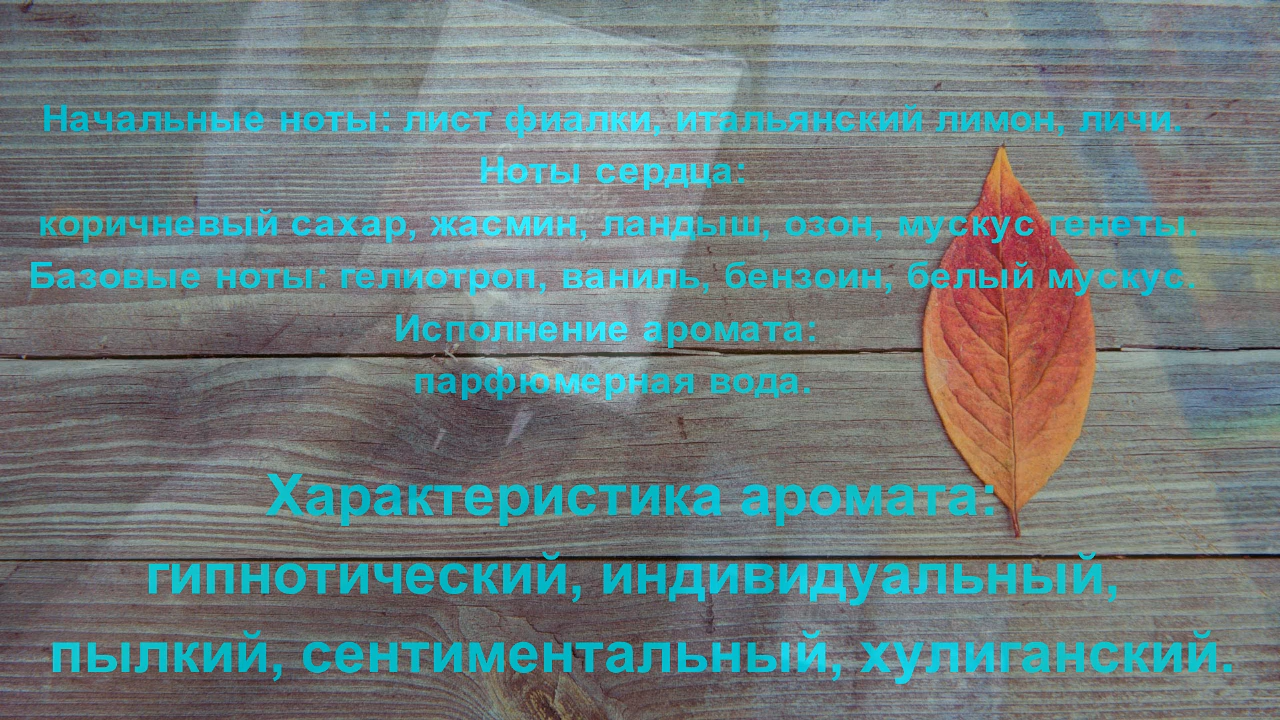 Начальные ноты: лист фиалки, итальянский лимон, личи.
Ноты сердца:
коричневый сахар, жасмин, ландыш, озон, мускус генеты.
Базовые ноты: гелиотроп, ваниль, бензоин, белый мускус.
Исполнение аромата:
парфюмерная вода.
Характеристика аромата:
гипнотический, индивидуальный,
пылкий, сентиментальный, хулиганский.